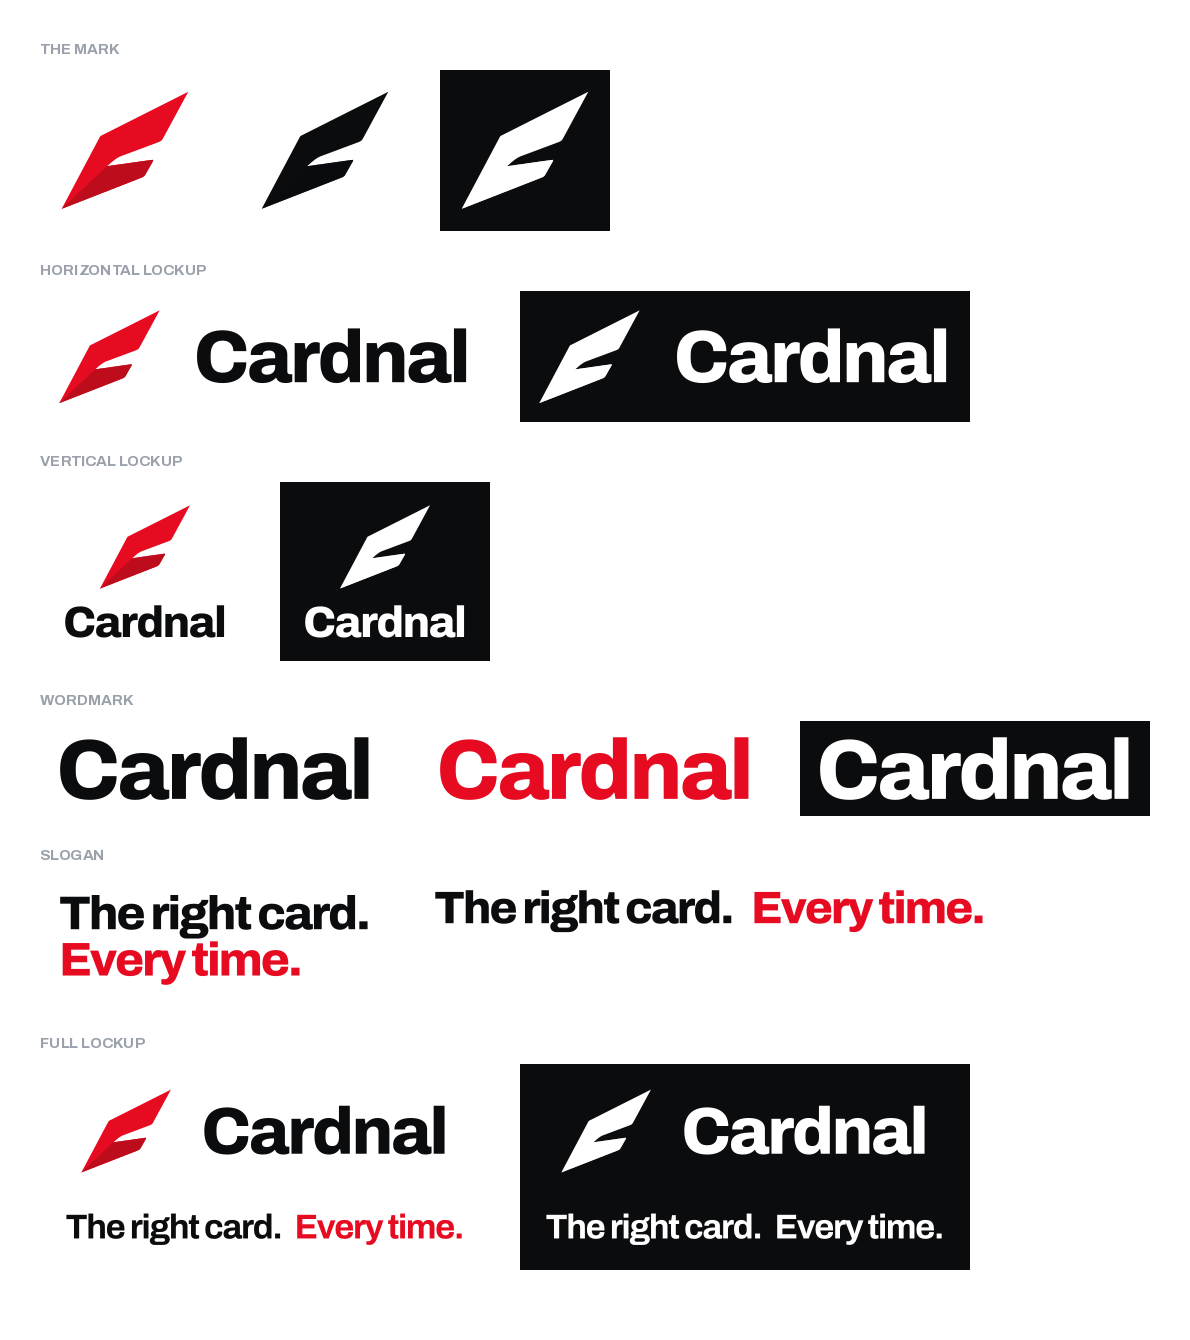 THE MARK
HORIZONTAL LOCKUP
Cardnal
Cardnal
VERTICAL LOCKUP
Cardnal
Cardnal
WORDMARK
Cardnal
Cardnal
Cardnal
SLOGAN
The right card.
Every time.
The right card. Every time.
FULL LOCKUP
Cardnal
The right card. Every time.
Cardnal
The right card. Every time.